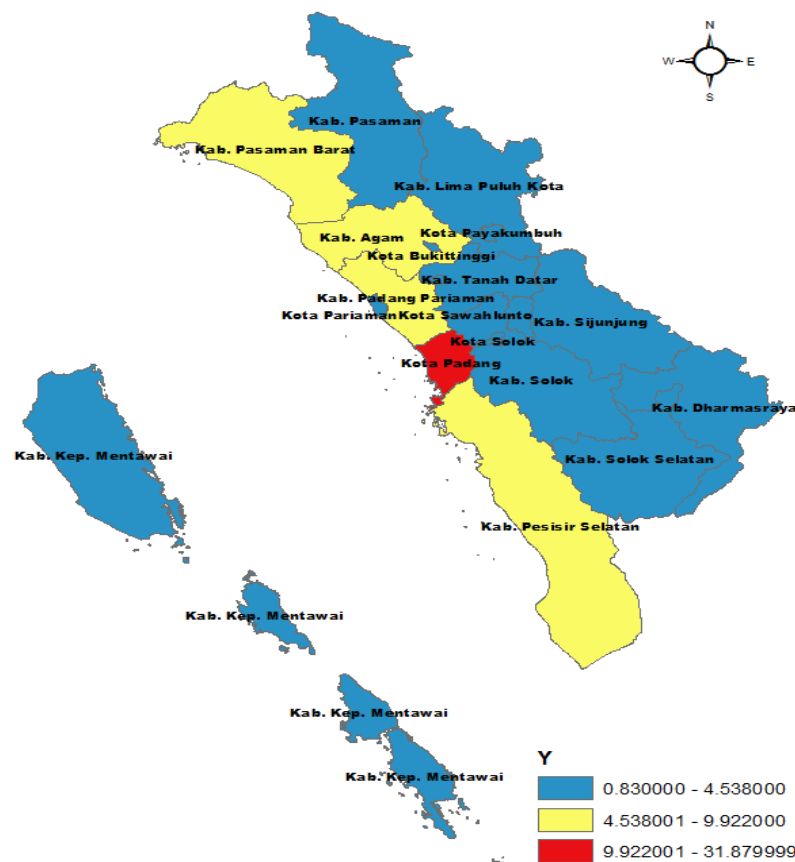 N
W E
S
Kab. Pasaman
Kab. Pasaman Barat
Kab. Lima Puluh Kota
Kota Payakumbuh
Kab. Agam
Kota Bukittinggi
Kab. Tanah Datar
Kab. Padang Pariaman
Kota Pariaman Kota Sawahlunto
Kab. Sijunjung
Kota Solok
Kota Padang
Kab. Solok
Kab. Dharmasraya
Kab. Kep. Mentawai
Kab. Solok Selatan
Kab. Pesisir Selatan
Kab. Kep. Mentawai
Kab. Kep. Mentawai
Kab. Kep. Mentawai
Y
0.830000 - 4.538000
4.538001 - 9.922000
9.922001 - 31.879999